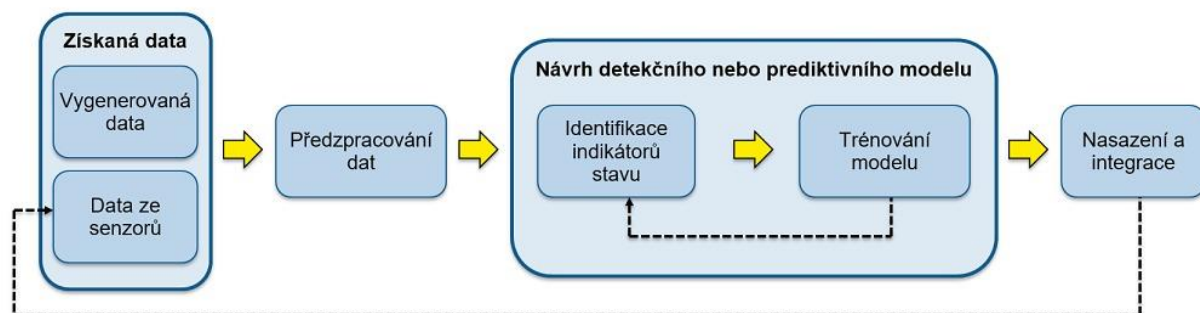 Získaná data
Vygenerovaná
data
Data ze
senzorů
Předzpracování
dat
Návrh detekčního nebo prediktivního modelu
Identifikace
indikátorů
stavu
Trénování
modelu
Nasazení a
integrace